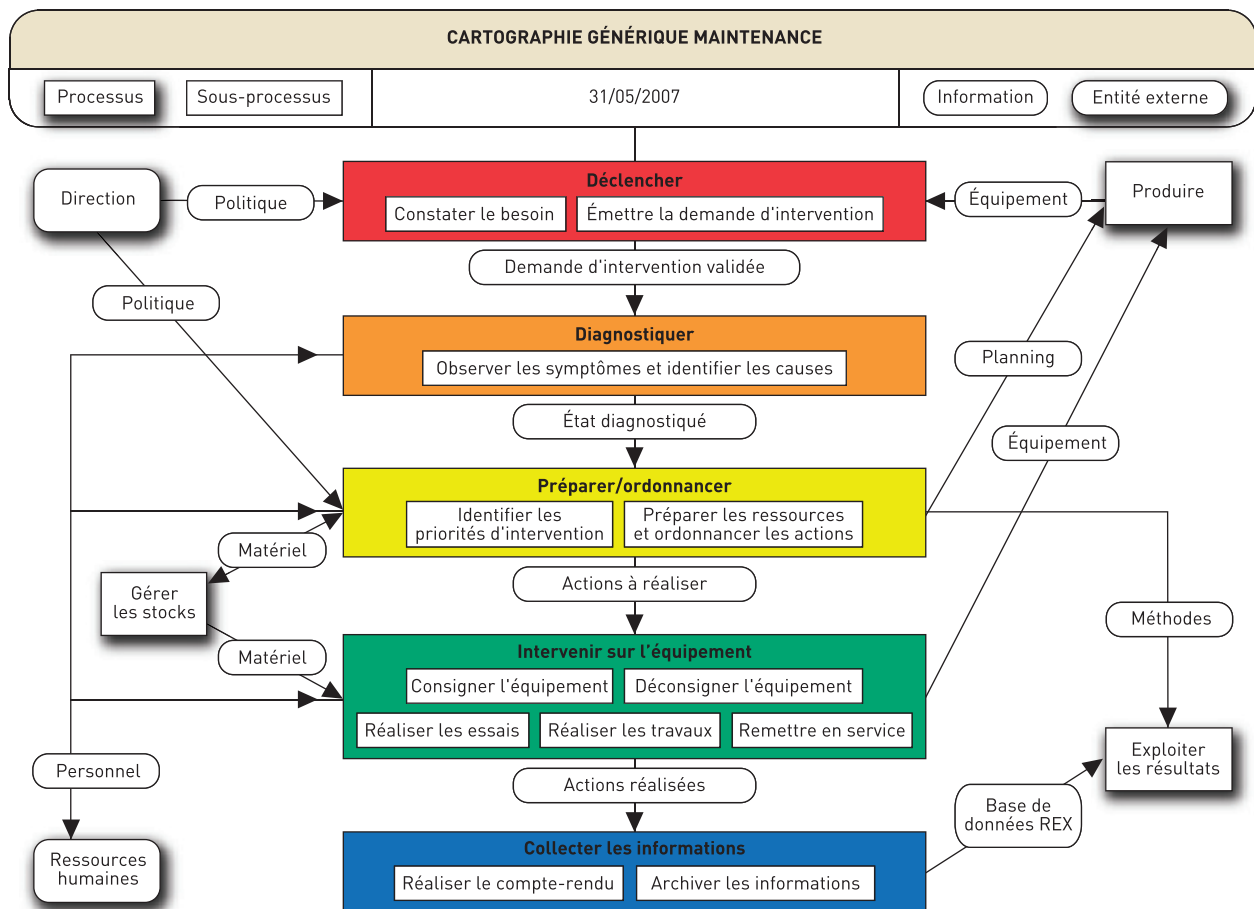 CARTOGRAPHIE GÉNÉRIQUE MAINTENANCE
Processus
Sous-processus
31/05/2007
Information
Entité externe
Direction
Politique
Déclencher
Constater le besoin
Émettre la demande d'intervention
Équipement
Produire
Demande d'intervention validée
Politique
Diagnostiquer
Observer les symptômes et identifier les causes
Planning
État diagnostiqué
Équipement
Préparer/ordonnancer
Identifier les
priorités d'intervention
Préparer les ressources
et ordonnancer les actions
Matériel
Actions à réaliser
Gérer
les stocks
Méthodes
Matériel
Intervenir sur l'équipement
Consigner l'équipement
Déconsigner l'équipement
Réaliser les essais
Réaliser les travaux
Remettre en service
Personnel
Actions réalisées
Exploiter
les résultats
Base de
données REX
Ressources
humaines
Collecter les informations
Réaliser le compte-rendu
Archiver les informations